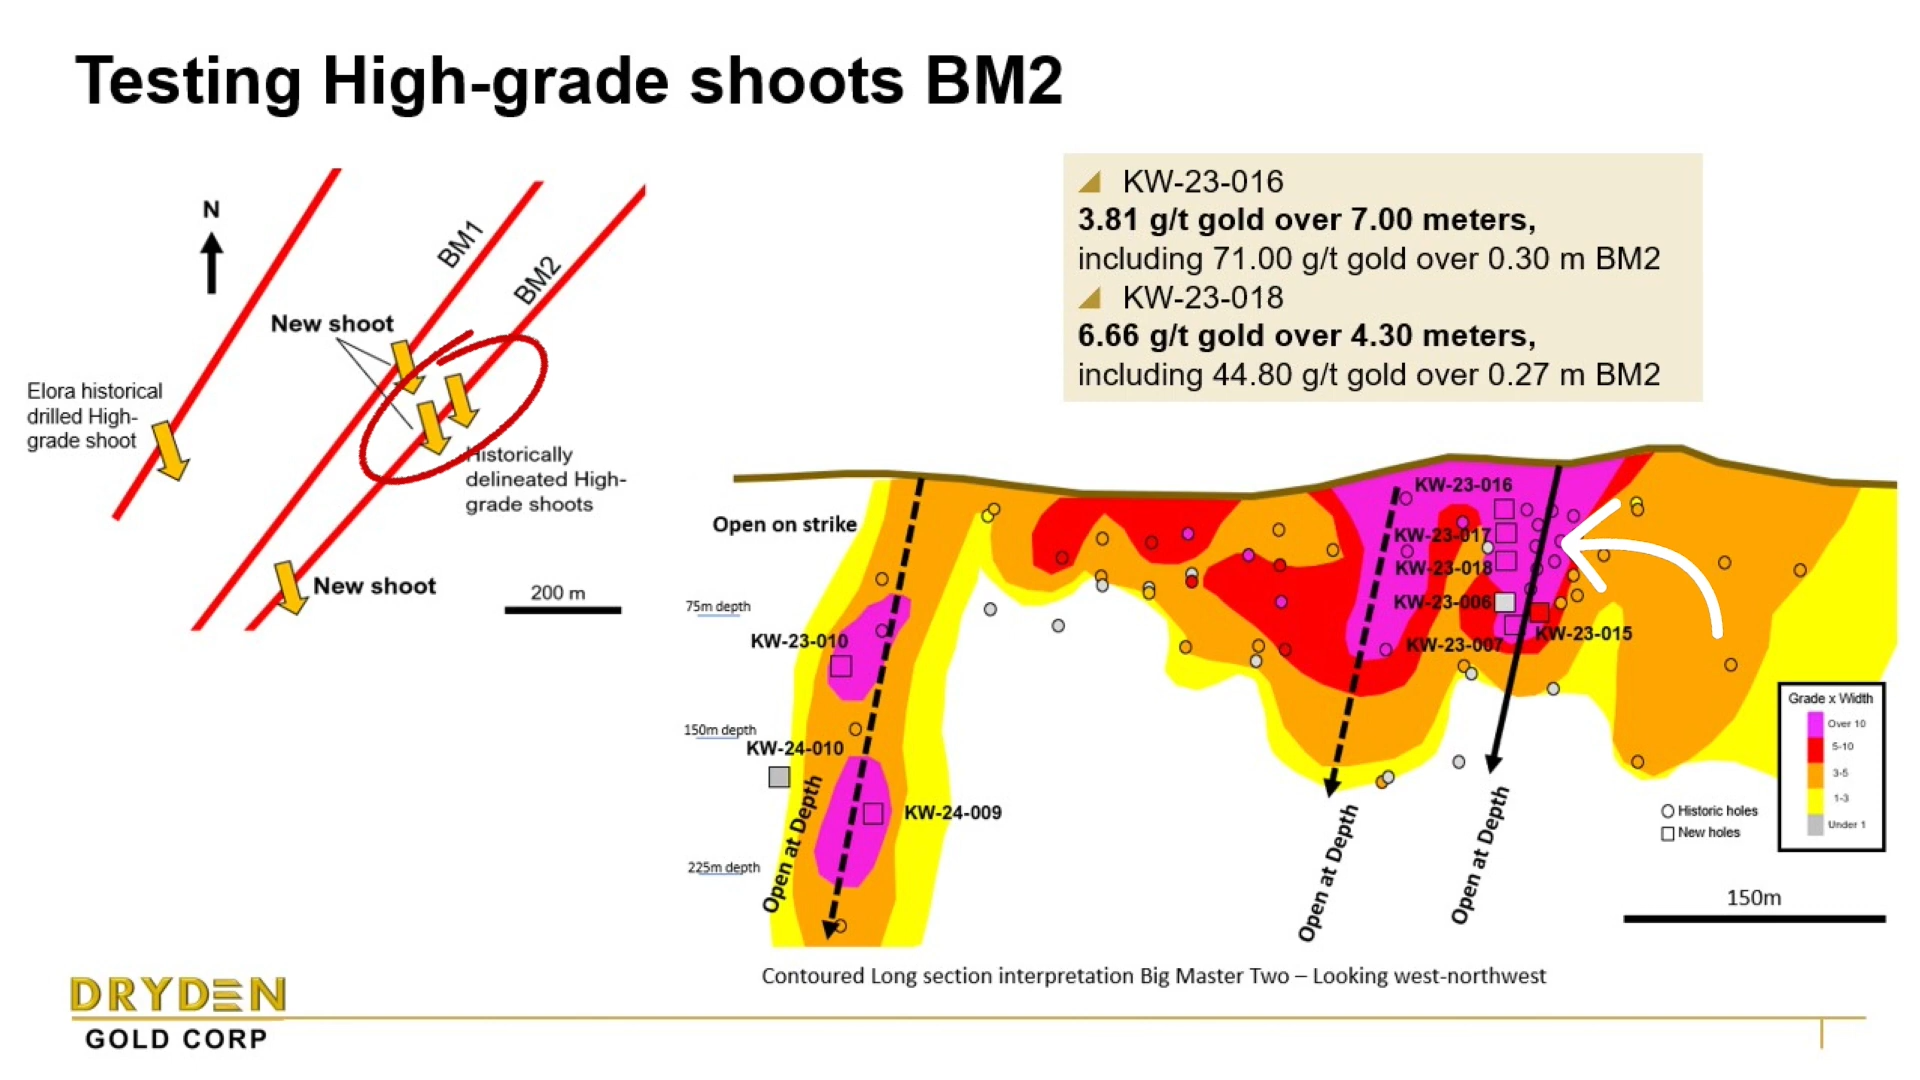 Testing High-grade shoots BM2
N
BM1
BM2
New shoot
Elora historical
drilled High-
grade shoot
Historically
delineated High-
grade shoots
New shoot
200 m
KW-23-016
3.81 g/t gold over 7.00 meters,
including 71.00 g/t gold over 0.30 m BM2
KW-23-018
6.66 g/t gold over 4.30 meters,
including 44.80 g/t gold over 0.27 m BM2
Open on strike
KW-23-016
KW-23-017
KW-23-018
KW-23-006
KW-23-007
KW-23-015
75m depth
KW-23-010
150m depth
KW-24-010
KW-24-009
225m depth
Open at Depth
Open at Depth
Open at Depth
Grade x Width
Over 10
5-10
3-5
1-3
Under 1
Historic holes
New holes
150m
Contoured Long section interpretation Big Master Two – Looking west-northwest
DRYDEN
GOLD CORP